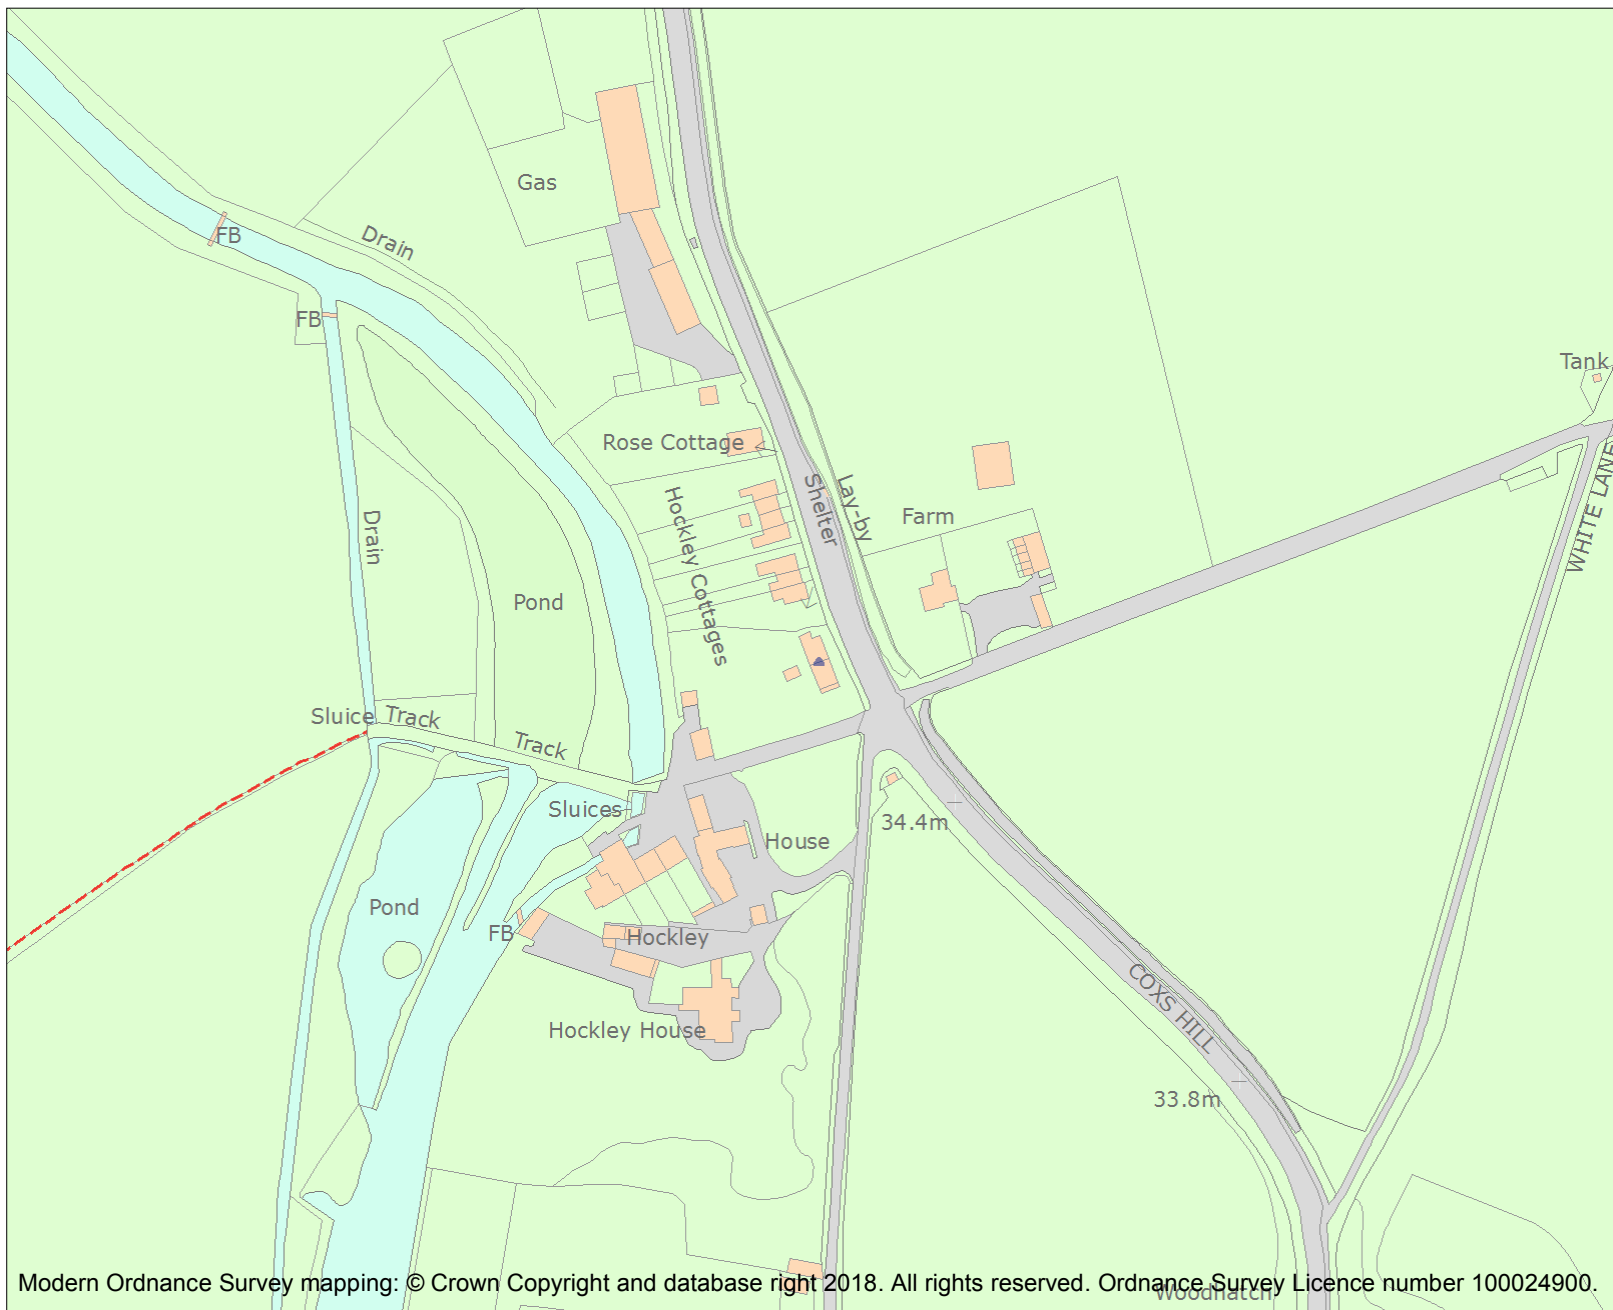 Gas
FB
Drain
FB
Tank
Rose Cottage
Hockley Cottages
Shelter
Lay-by
Farm
WHITE LANE
Drain
Pond
Sluice
Track
Track
Sluices
House
34.4m
Pond
FB
Hockley
Hockley House
COXS HILL
33.8m
Woodhatch
Modern Ordnance Survey mapping: © Crown Copyright and database right 2018. All rights reserved. Ordnance Survey Licence number 100024900.